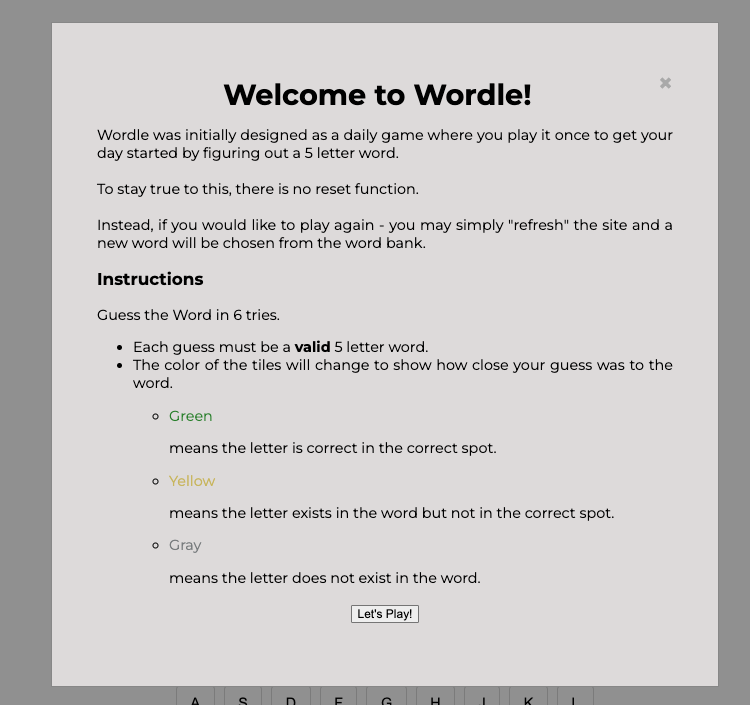 ✖
Welcome to Wordle!
Wordle was initially designed as a daily game where you play it once to get your
day started by figuring out a 5 letter word.
To stay true to this, there is no reset function.
Instead, if you would like to play again - you may simply "refresh" the site and a
new word will be chosen from the word bank.
Instructions
Guess the Word in 6 tries.
Each guess must be a valid 5 letter word.
The color of the tiles will change to show how close your guess was to the
word.
Green
means the letter is correct in the correct spot.
Yellow
means the letter exists in the word but not in the correct spot.
Gray
means the letter does not exist in the word.
Let's Play!
A S D F G H J K L